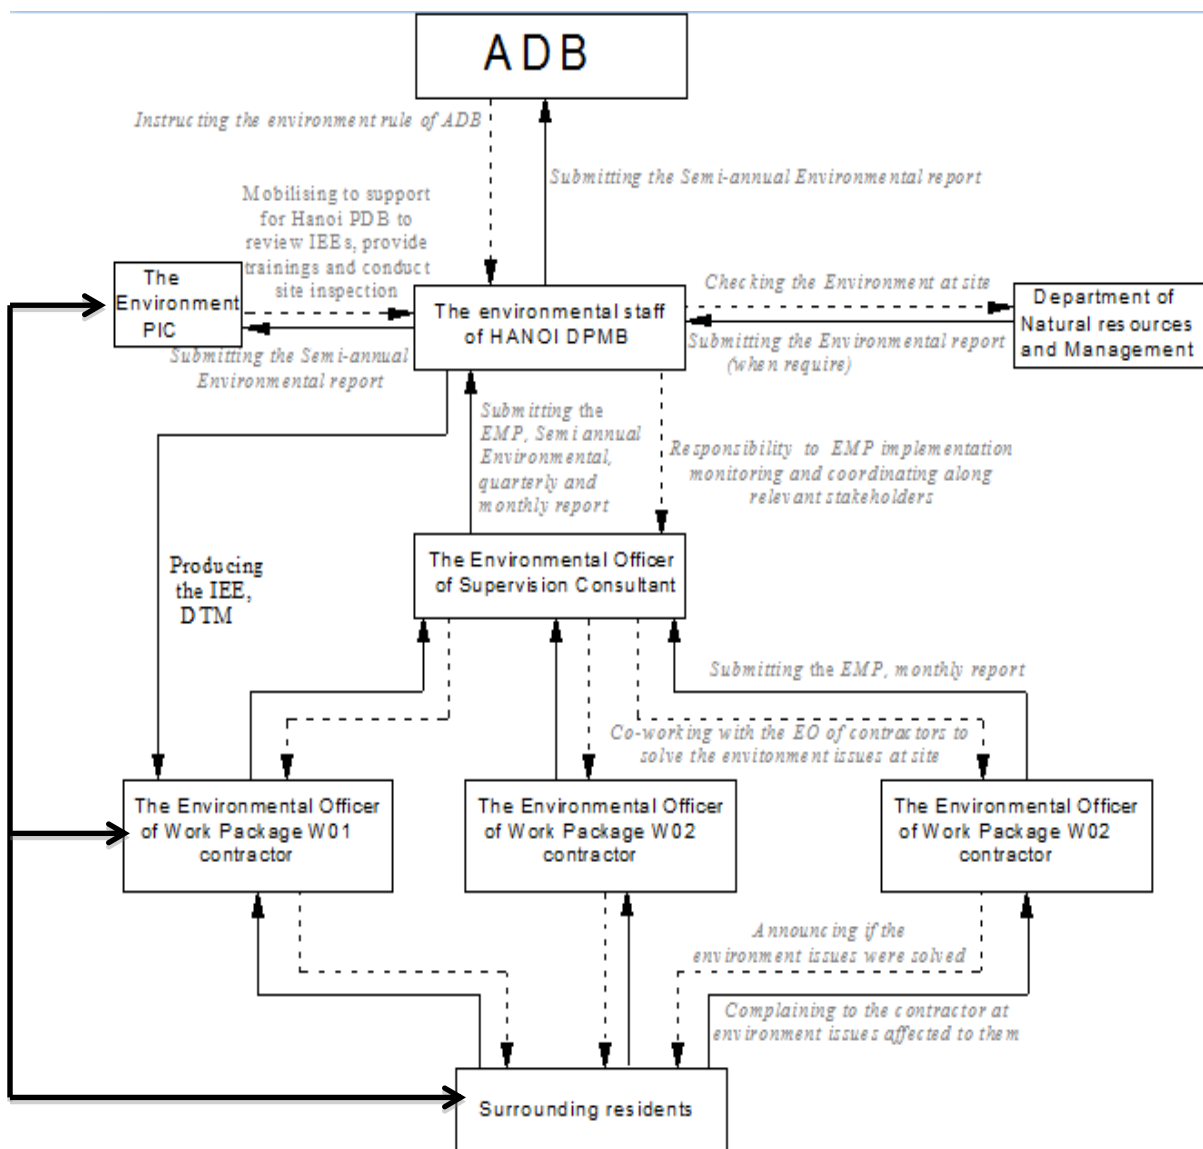 ADB
Instructing the environment rule of ADB
Submitting the Semi-annual Environmental report
Mobilising to support
for Hanoi PDB to
review IEEs, provide
trainings and conduct
site inspection
The
Environment
PIC
The environmental staff
of HANOI DPMB
Checking the Environment at site
Department of
Natural resources
and Management
Submitting the Environmental report
(when require)
Submitting the Semi-annual
Environmental report
Submitting the
EMP, Semi annual
Environmental,
quarterly and
monthly report
Responsibility to EMP implementation
monitoring and coordinating along
relevant stakeholders
Producing
the IEE,
DTM
The Environmental Officer
of Supervision Consultant
Submitting the EMP, monthly report
Co-working with the EO of contractors to
solve the envitonment issues at site
The Environmental Officer
of Work Package W01
contractor
The Environmental Officer
of Work Package W02
contractor
The Environmental Officer
of Work Package W02
contractor
Announcing if the
environment issues were solved
Complaining to the contractor at
environment issues affected to them
Surrounding residents